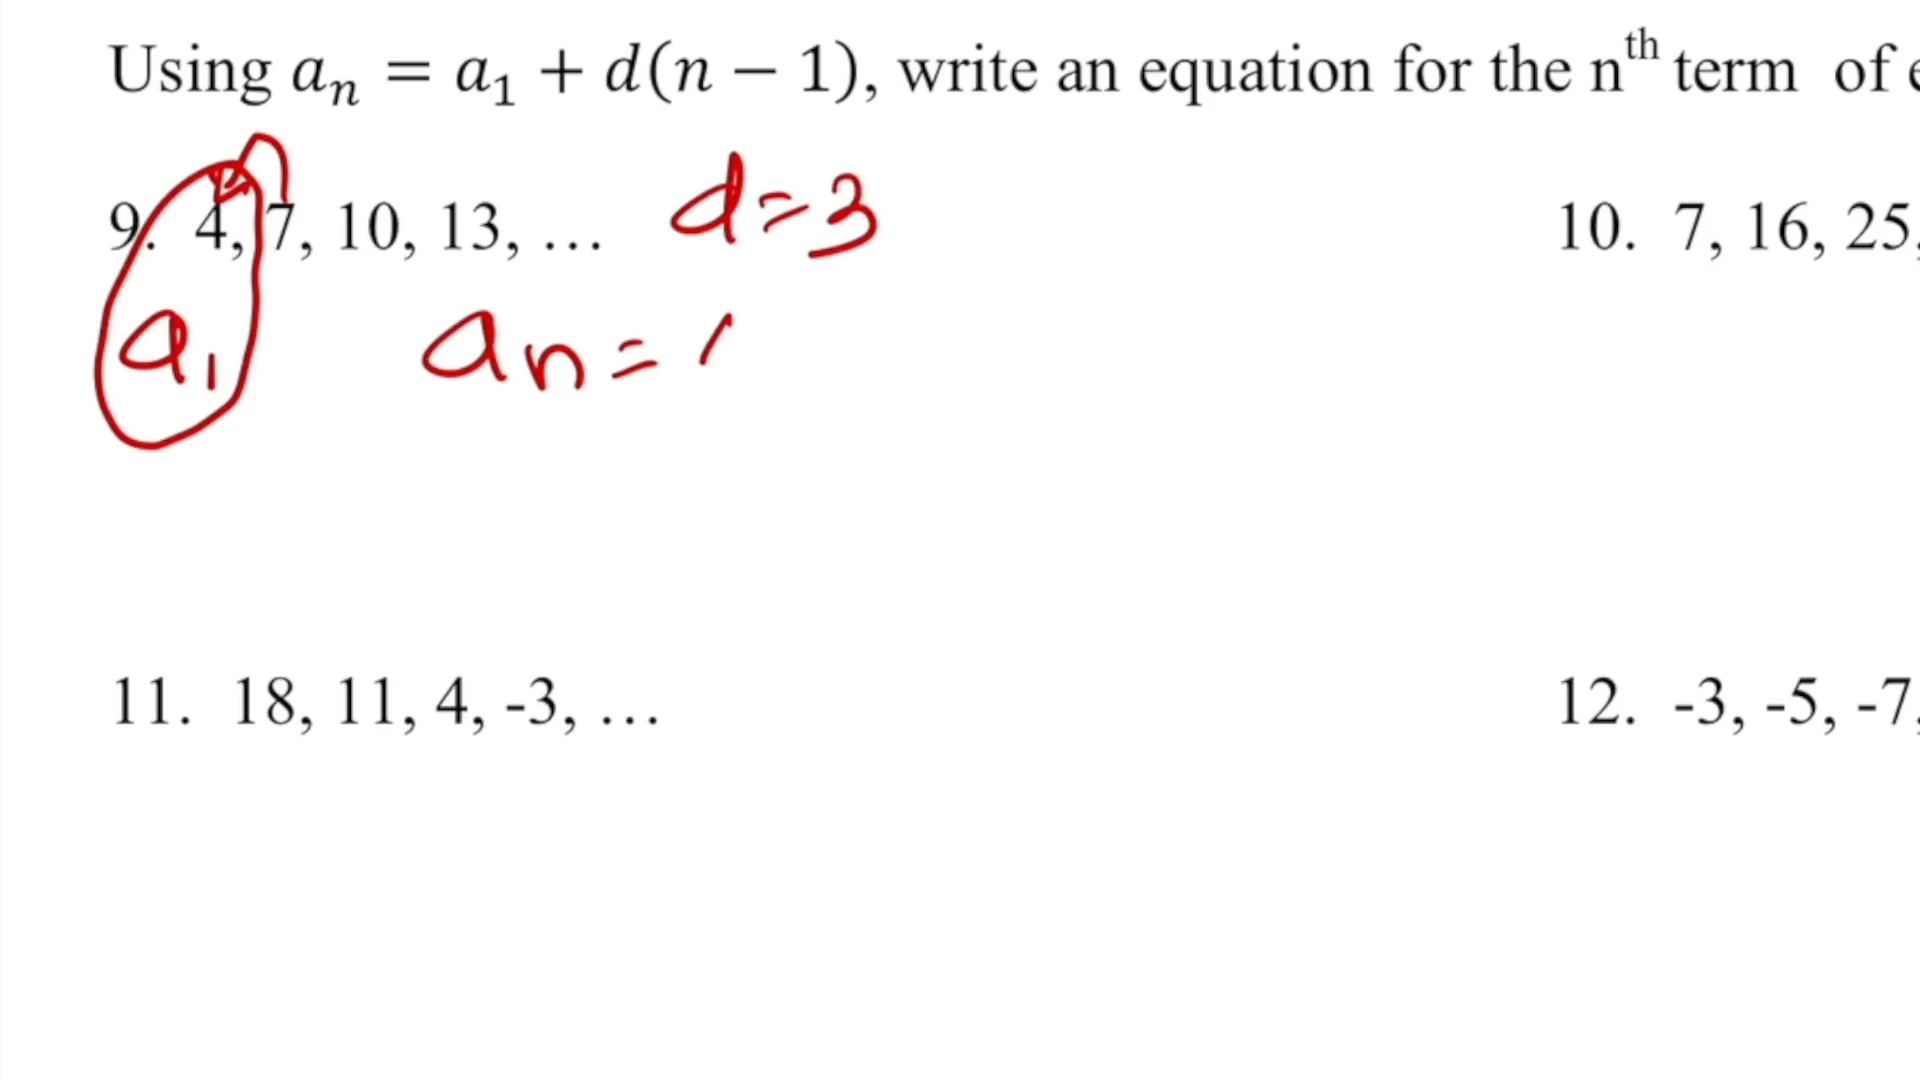 Using aₙ = a₁ + d(n − 1), write an equation for the nᵗʰ term of
9. 4, 7, 10, 13, … d=3
10. 7, 16, 25,
a₁ aₙ =
11. 18, 11, 4, -3, …
12. -3, -5, -7,